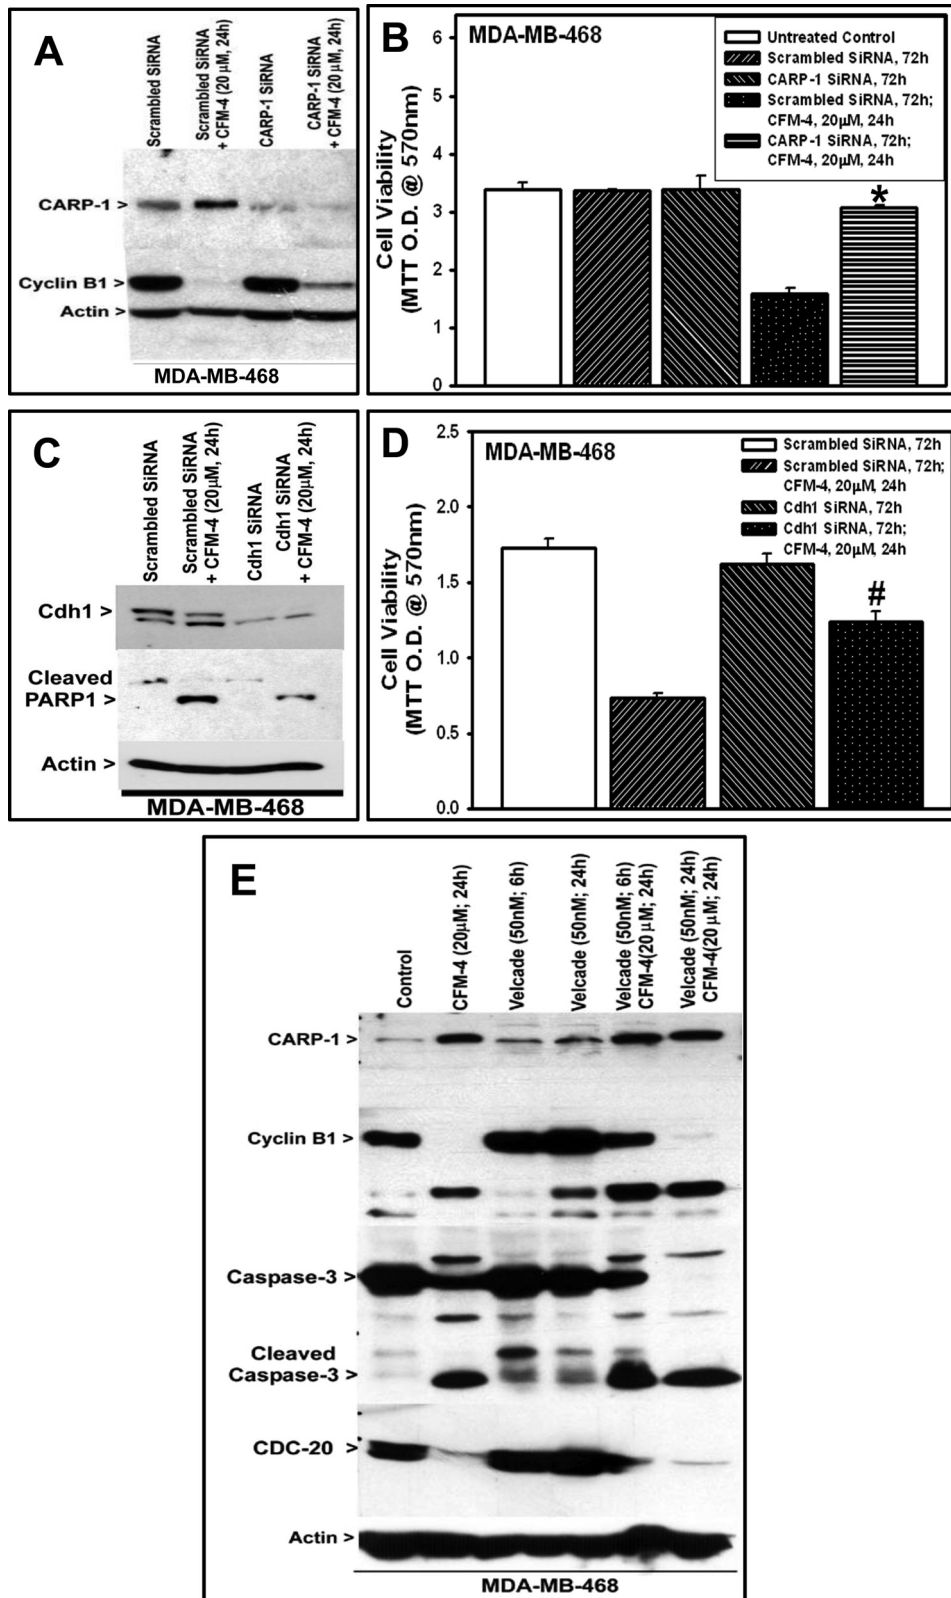 A
Scrambled SiRNA
Scrambled SiRNA
+ CFM-4 (20 μM, 24h)
CARP-1 SiRNA
CARP-1 SiRNA
+ CFM-4 (20 μM, 24h)
CARP-1 >
Cyclin B1 >
Actin >
MDA-MB-468
B
MDA-MB-468
Cell Viability
(MTT O.D. @ 570nm)
6
5
4
3
2
1
0
Untreated Control
Scrambled SiRNA, 72h
CARP-1 SiRNA, 72h
Scrambled SiRNA, 72h;
CFM-4, 20μM, 24h
CARP-1 SiRNA, 72h;
CFM-4, 20μM, 24h
*
C
Scrambled SiRNA
Scrambled SiRNA
+ CFM-4 (20μM, 24h)
Cdh1 SiRNA
Cdh1 SiRNA
+ CFM-4 (20μM, 24h)
Cdh1 >
Cleaved
PARP1 >
Actin >
MDA-MB-468
D
MDA-MB-468
Cell Viability
(MTT O.D. @ 570nm)
2.5
2.0
1.5
1.0
0.5
0.0
Scrambled SiRNA, 72h
Scrambled SiRNA, 72h;
CFM-4, 20μM, 24h
Cdh1 SiRNA, 72h
Cdh1 SiRNA, 72h;
CFM-4, 20μM, 24h
#
E
Control
CFM-4 (20μM; 24h)
Velcade (50nM; 6h)
Velcade (50nM; 24h)
Velcade (50nM; 6h)
CFM-4(20 μM; 24h)
Velcade (50nM; 24h)
CFM-4(20 μM; 24h)
CARP-1 >
Cyclin B1 >
Caspase-3 >
Cleaved
Caspase-3 >
CDC-20 >
Actin >
MDA-MB-468